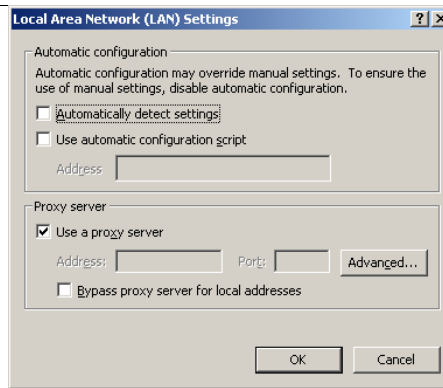 Local Area Network (LAN) Settings
Automatic configuration
Automatic configuration may override manual settings. To ensure the
use of manual settings, disable automatic configuration.
Automatically detect settings
Use automatic configuration script
Address
Proxy server
Use a proxy server
Address: Port: Advanced...
Bypass proxy server for local addresses
OK Cancel